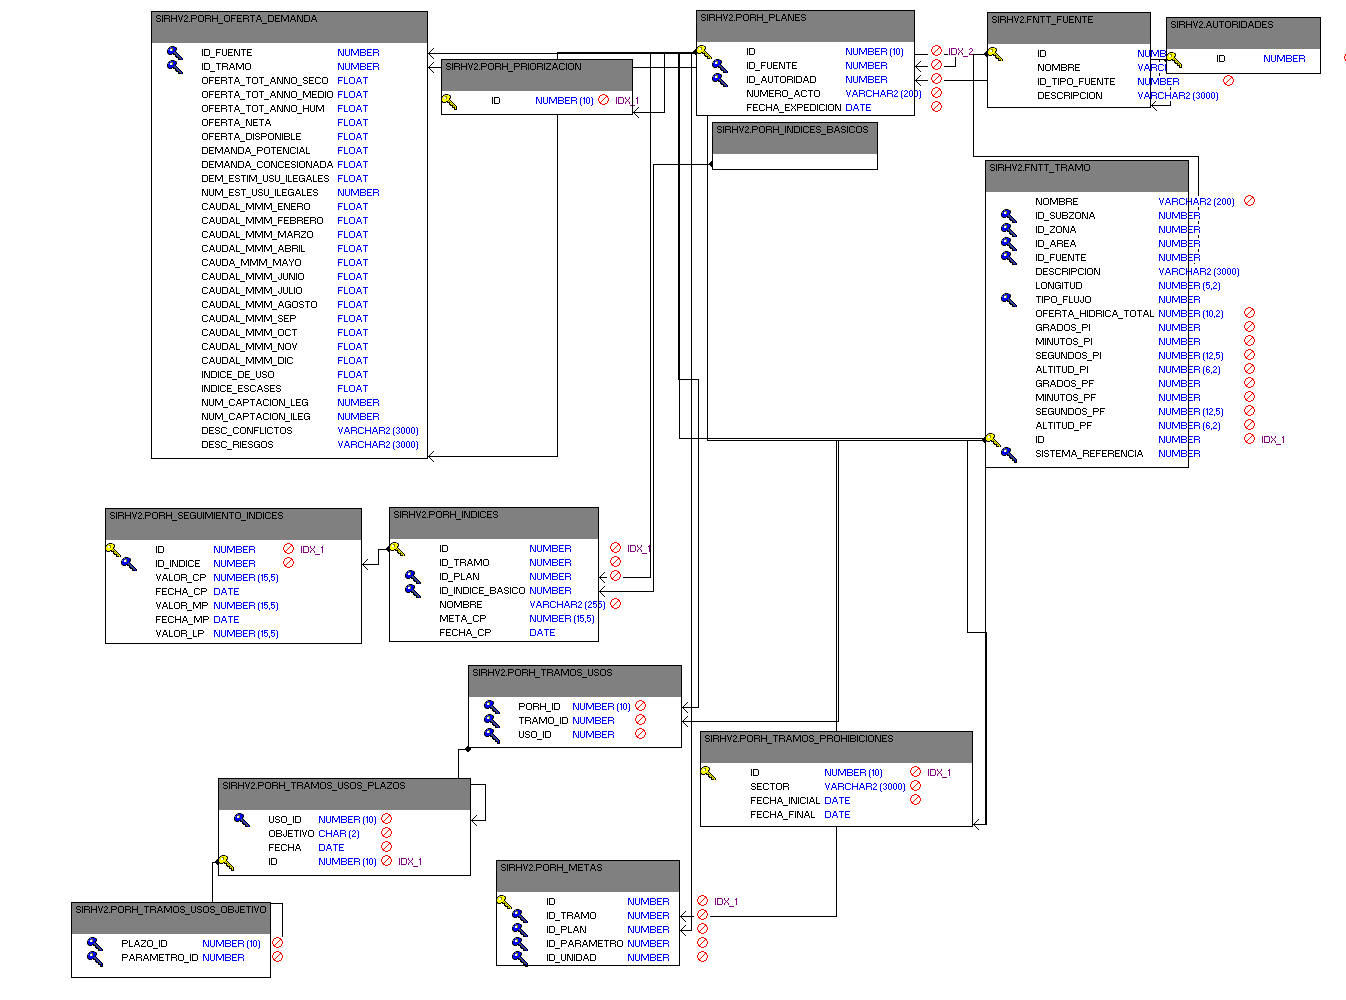 SIRHV2.PORH_OFERTA_DEMANDA
ID_FUENTE NUMBER
ID_TRAMO NUMBER
OFERTA_TOT_ANNO_SECO FLOAT
OFERTA_TOT_ANNO_MEDIO FLOAT
OFERTA_TOT_ANNO_HUM FLOAT
OFERTA_NETA FLOAT
OFERTA_DISPONIBLE FLOAT
DEMANDA_POTENCIAL FLOAT
DEMANDA_CONCESIONADA FLOAT
DEM_ESTIM_USU_ILEGALES FLOAT
NUM_EST_USU_ILEGALES NUMBER
CAUDAL_MMM_ENERO FLOAT
CAUDAL_MMM_FEBRERO FLOAT
CAUDAL_MMM_MARZO FLOAT
CAUDAL_MMM_ABRIL FLOAT
CAUDA_MMM_MAYO FLOAT
CAUDAL_MMM_JUNIO FLOAT
CAUDAL_MMM_JULIO FLOAT
CAUDAL_MMM_AGOSTO FLOAT
CAUDAL_MMM_SEP FLOAT
CAUDAL_MMM_OCT FLOAT
CAUDAL_MMM_NOV FLOAT
CAUDAL_MMM_DIC FLOAT
INDICE_DE_USO FLOAT
INDICE_ESCASES FLOAT
NUM_CAPTACION_LEG NUMBER
NUM_CAPTACION_ILEG NUMBER
DESC_CONFLICTOS VARCHAR2 (3000)
DESC_RIESGOS VARCHAR2 (3000)
SIRHV2.PORH_PRIORIZACION
ID NUMBER (10) IDX_1
SIRHV2.PORH_PLANES
ID NUMBER (10) IDX_2
ID_FUENTE NUMBER
ID_AUTORIDAD NUMBER
NUMERO_ACTO VARCHAR2 (200)
FECHA_EXPEDICION DATE
SIRHV2.PORH_INDICES_BASICOS
SIRHV2.FNTT_FUENTE
ID NUMB
NOMBRE VARC
ID_TIPO_FUENTE NUMBER
DESCRIPCION VARCHAR2 (3000)
SIRHV2.AUTORIDADES
ID NUMBER
SIRHV2.FNTT_TRAMO
NOMBRE VARCHAR2 (200)
ID_SUBZONA NUMBER
ID_ZONA NUMBER
ID_AREA NUMBER
ID_FUENTE NUMBER
DESCRIPCION VARCHAR2 (3000)
LONGITUD NUMBER (5,2)
TIPO_FLUJO NUMBER
OFERTA_HIDRICA_TOTAL NUMBER (10,2)
GRADOS_PI NUMBER
MINUTOS_PI NUMBER
SEGUNDOS_PI NUMBER (12,5)
ALTITUD_PI NUMBER (6,2)
GRADOS_PF NUMBER
MINUTOS_PF NUMBER
SEGUNDOS_PF NUMBER (12,5)
ALTITUD_PF NUMBER (6,2)
ID NUMBER IDX_1
SISTEMA_REFERENCIA NUMBER
SIRHV2.PORH_SEGUIMIENTO_INDICES
ID NUMBER IDX_1
ID_INDICE NUMBER
VALOR_CP NUMBER (15,5)
FECHA_CP DATE
VALOR_MP NUMBER (15,5)
FECHA_MP DATE
VALOR_LP NUMBER (15,5)
SIRHV2.PORH_INDICES
ID NUMBER IDX_1
ID_TRAMO NUMBER
ID_PLAN NUMBER
ID_INDICE_BASICO NUMBER
NOMBRE VARCHAR2 (255)
META_CP NUMBER (15,5)
FECHA_CP DATE
SIRHV2.PORH_TRAMOS_USOS
PORH_ID NUMBER (10)
TRAMO_ID NUMBER
USO_ID NUMBER
SIRHV2.PORH_TRAMOS_PROHIBICIONES
ID NUMBER (10) IDX_1
SECTOR VARCHAR2 (3000)
FECHA_INICIAL DATE
FECHA_FINAL DATE
SIRHV2.PORH_TRAMOS_USOS_PLAZOS
USO_ID NUMBER (10)
OBJETIVO CHAR (2)
FECHA DATE
ID NUMBER (10) IDX_1
SIRHV2.PORH_METAS
ID NUMBER IDX_1
ID_TRAMO NUMBER
ID_PLAN NUMBER
ID_PARAMETRO NUMBER
ID_UNIDAD NUMBER
SIRHV2.PORH_TRAMOS_USOS_OBJETIVO
PLAZO_ID NUMBER (10)
PARAMETRO_ID NUMBER